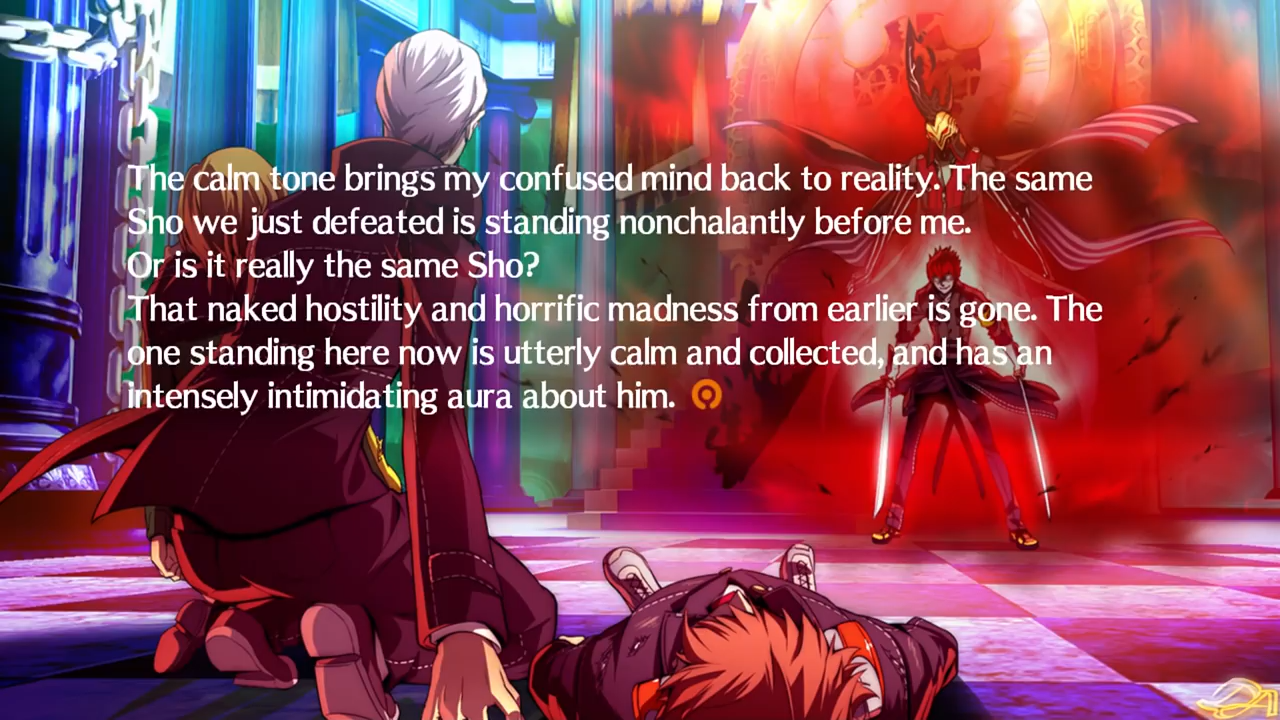 The calm tone brings my confused mind back to reality. The same
Sho we just defeated is standing nonchalantly before me.
Or is it really the same Sho?
That naked hostility and horrific madness from earlier is gone. The
one standing here now is utterly calm and collected, and has an
intensely intimidating aura about him.